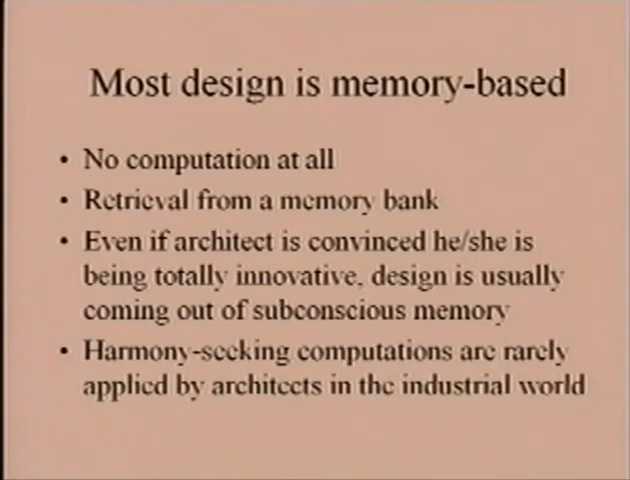 Most design is memory-based
• No computation at all
• Retrieval from a memory bank
• Even if architect is convinced he/she is
being totally innovative, design is usually
coming out of subconscious memory
• Harmony-seeking computations are rarely
applied by architects in the industrial world